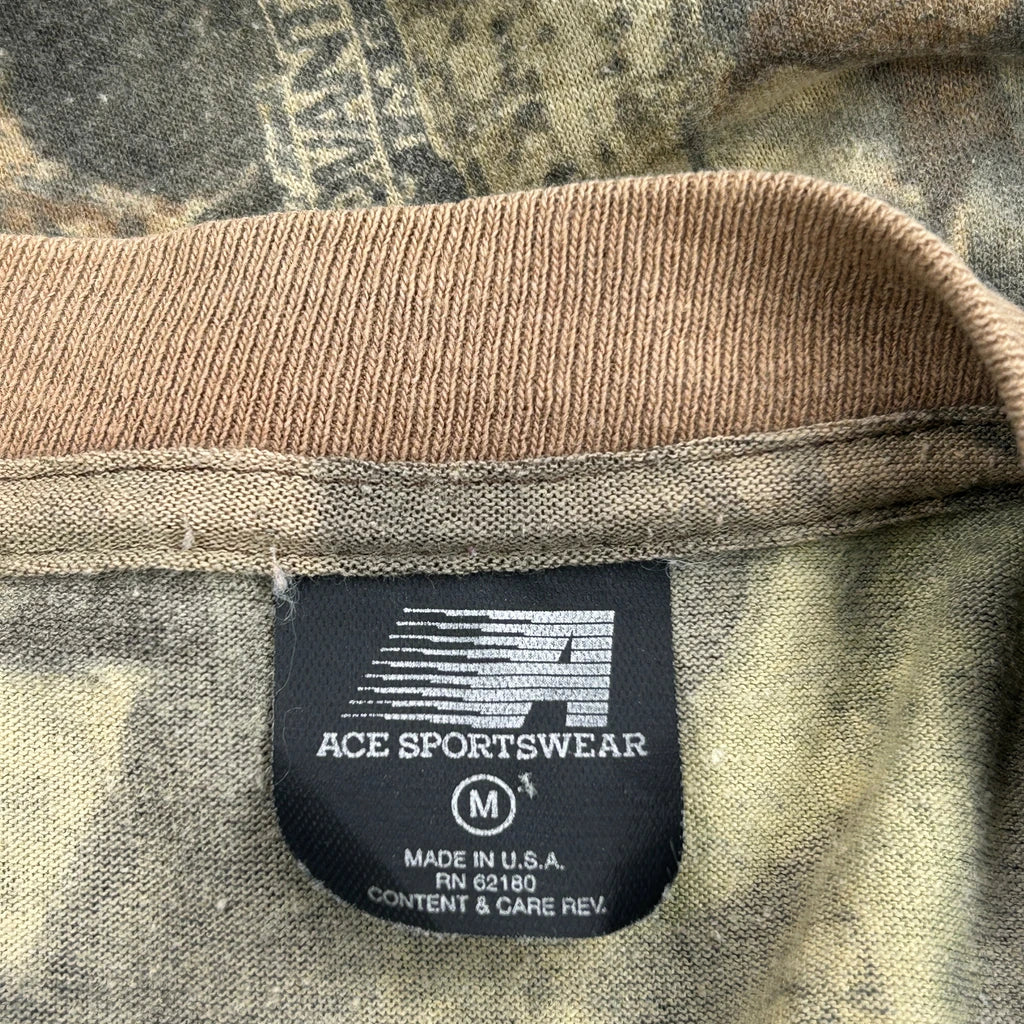 A
ACE SPORTSWEAR
M
MADE IN U.S.A.
RN 62180
CONTENT & CARE REV.